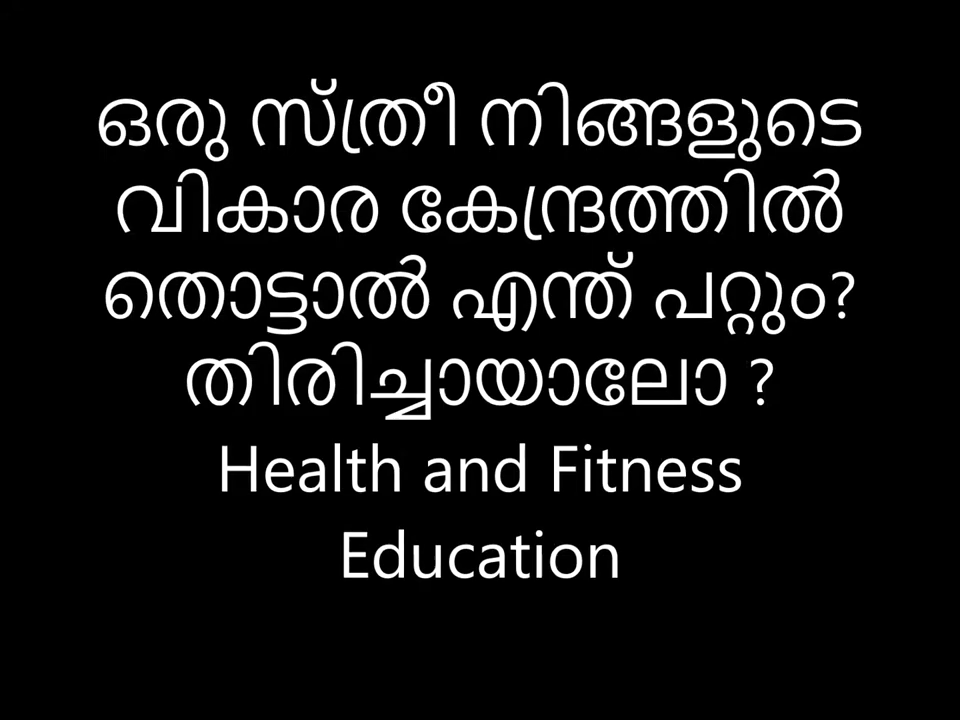 ഒരു സ്ത്രീ നിങ്ങളുടെ
വികാര കേന്ദ്രത്തിൽ
തൊട്ടാൽ എന്ത് പറ്റും?
തിരിച്ചായാലോ ?
Health and Fitness
Education